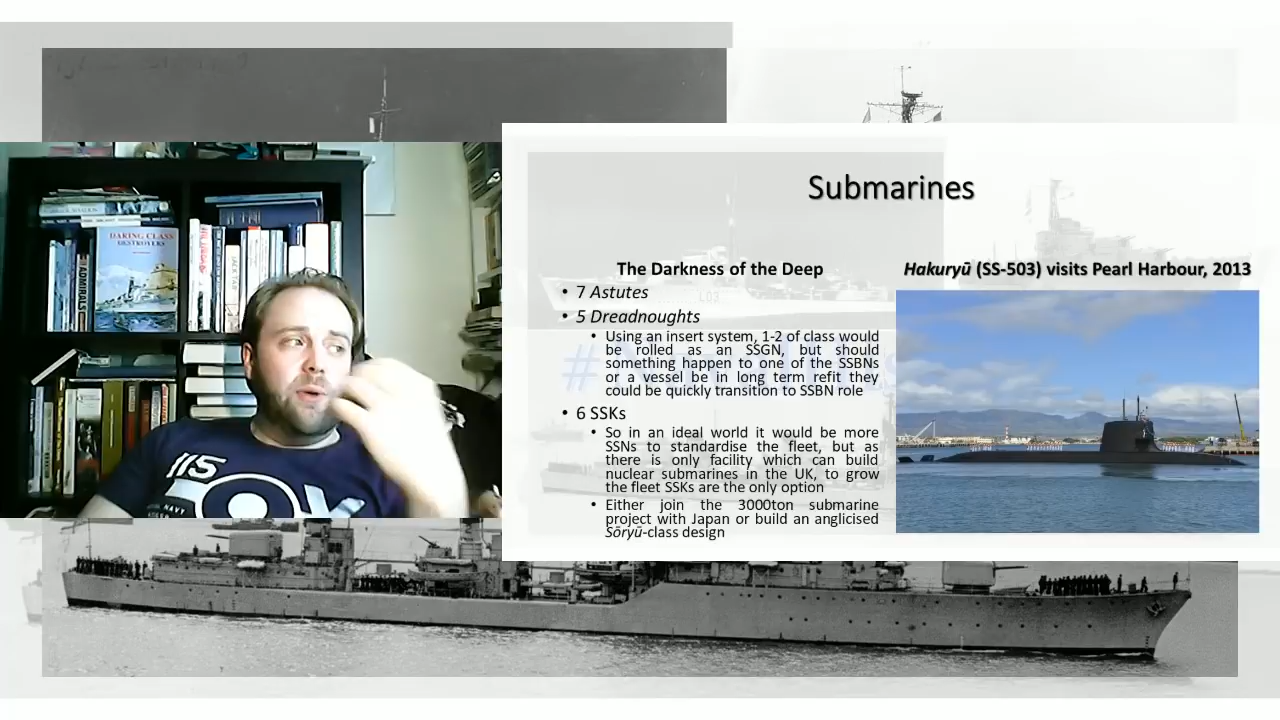 Submarines
The Darkness of the Deep
• 7 Astutes
• 5 Dreadnoughts
• Using an insert system, 1-2 of class would
be rolled as an SSGN, but should
something happen to one of the SSBNs
or a vessel be in long term refit they
could be quickly transition to SSBN role
• 6 SSKs
• So in an ideal world it would be more
SSNs to standardise the fleet, but as
there is only facility which can build
nuclear submarines in the UK, to grow
the fleet SSKs are the only option
• Either join the 3000ton submarine
project with Japan or build an anglicised
Sōryū-class design
Hakuryū (SS-503) visits Pearl Harbour, 2013
DARING CLASS
DESTROYERS
ADMIRALS
115
NAVY
L03